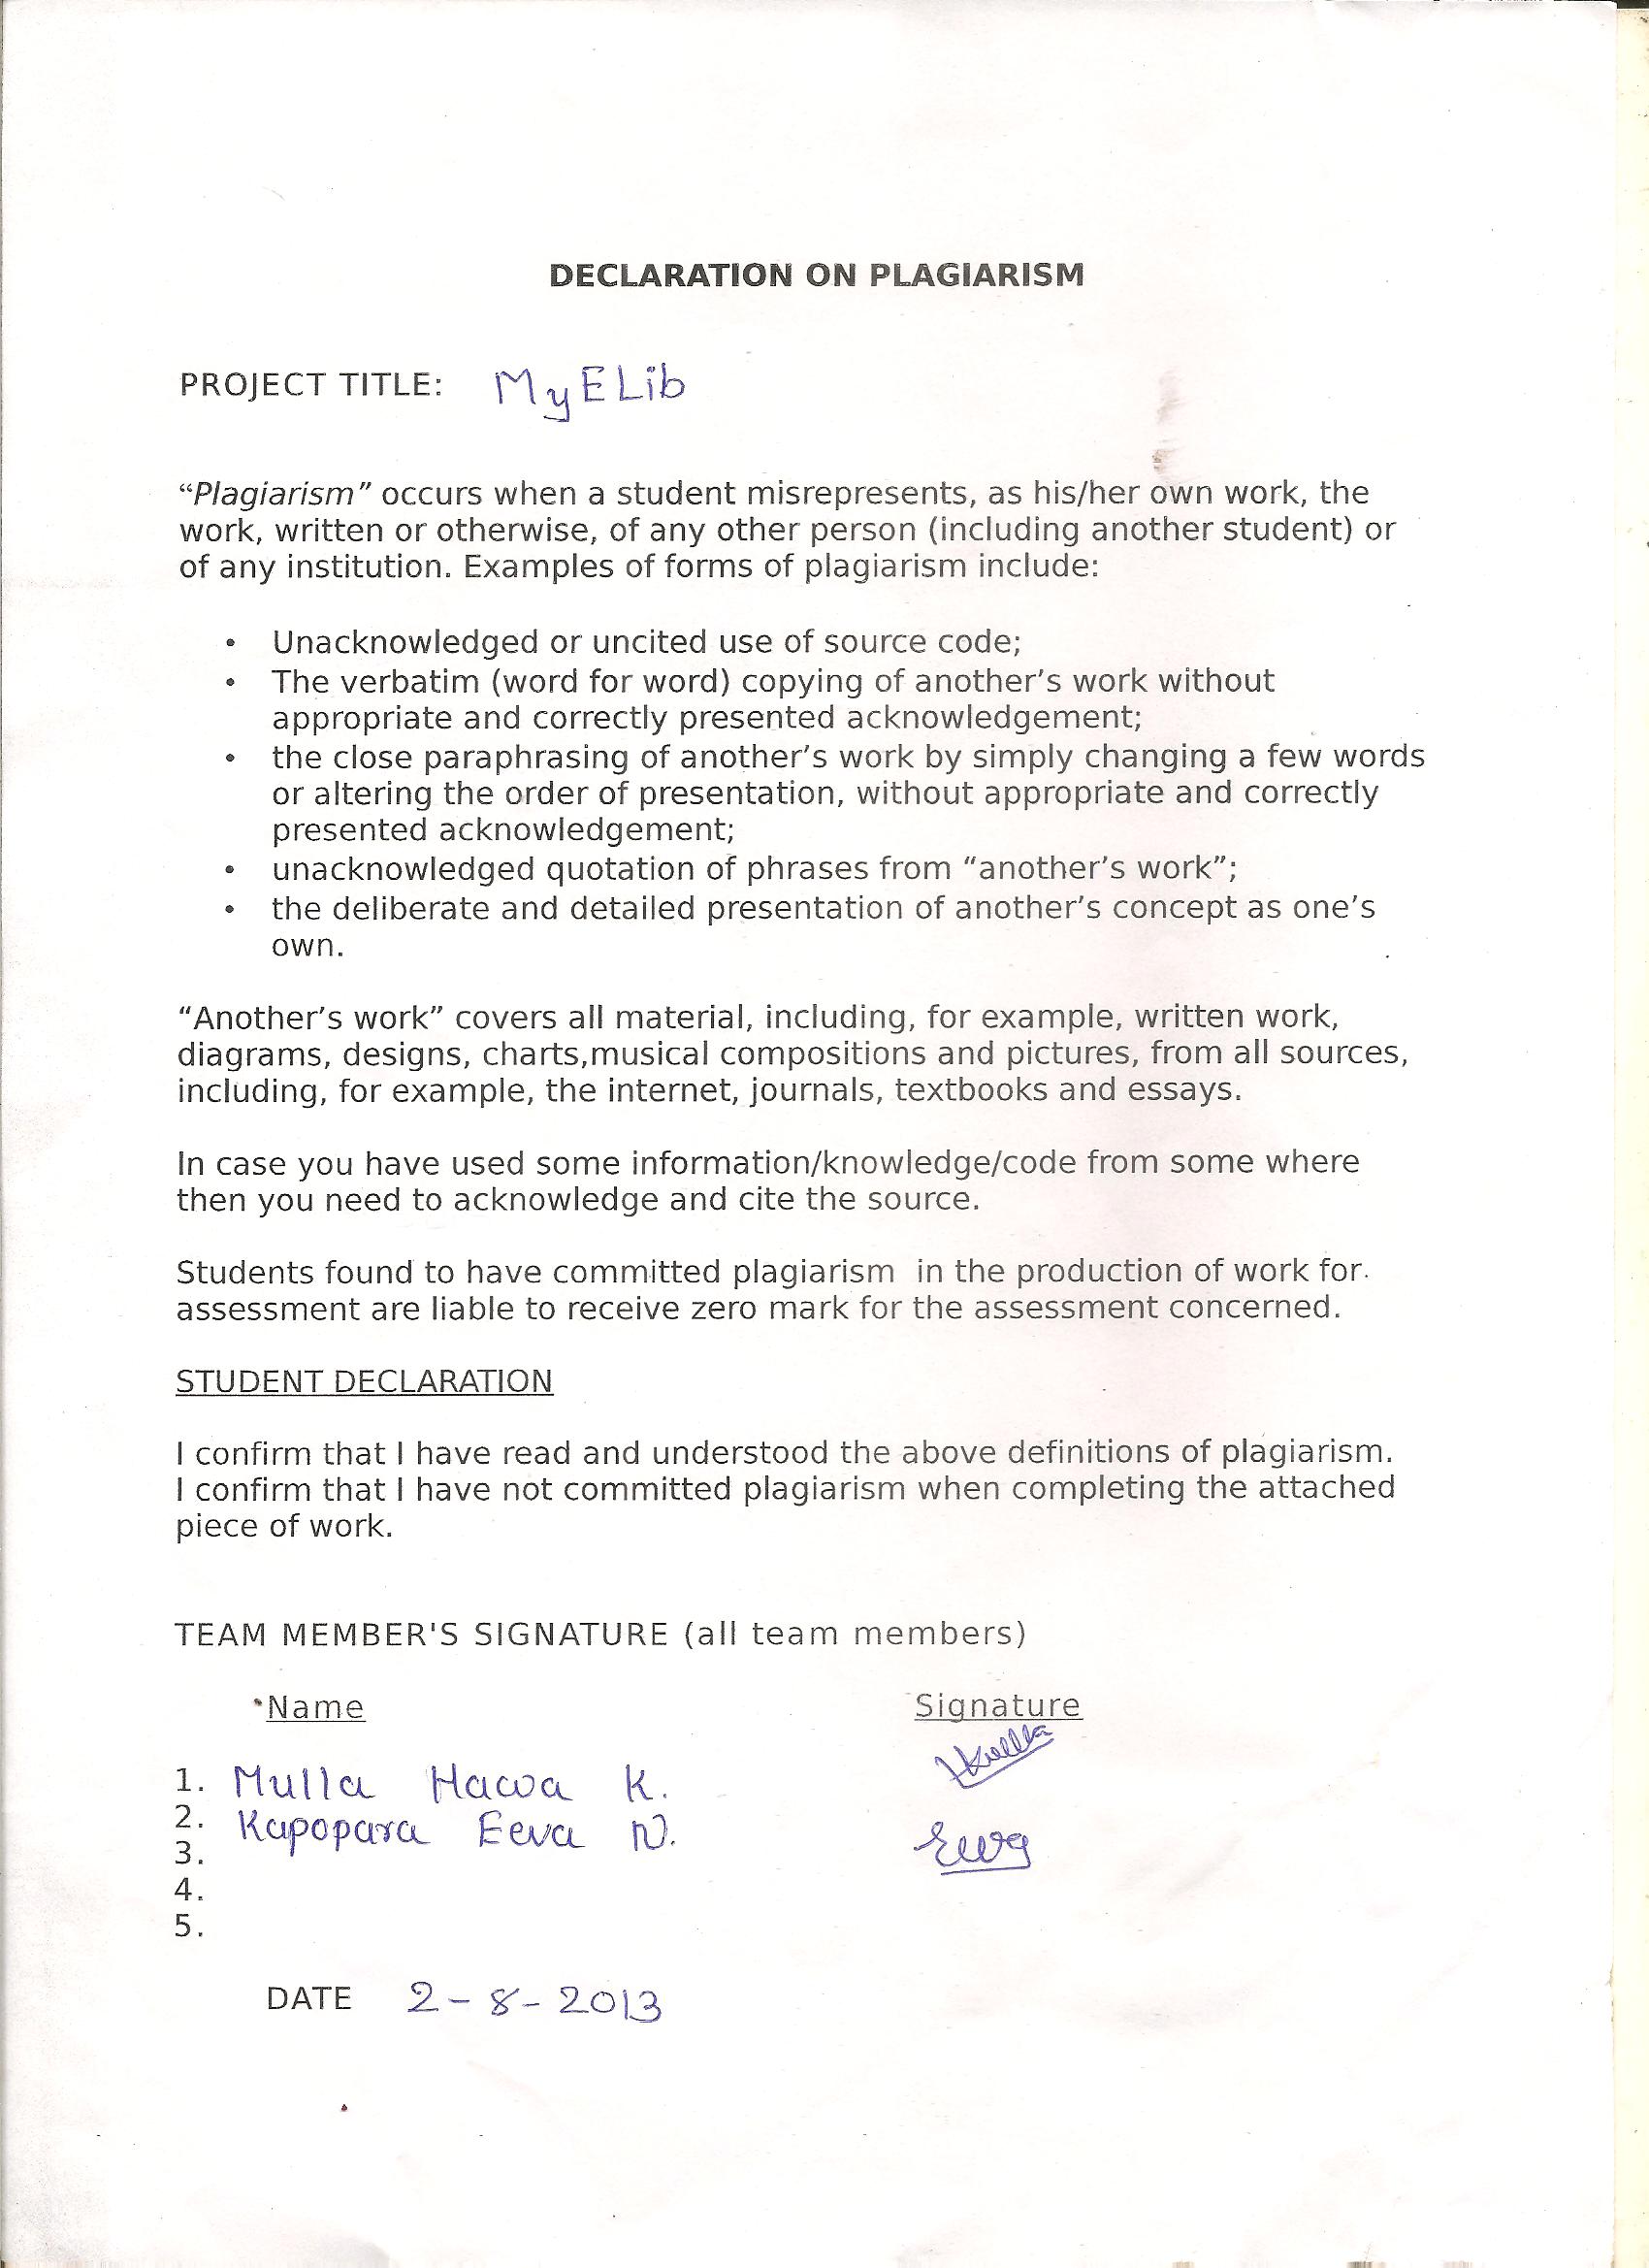 DECLARATION ON PLAGIARISM
PROJECT TITLE: MyELib
“Plagiarism” occurs when a student misrepresents, as his/her own work, the
work, written or otherwise, of any other person (including another student) or
of any institution. Examples of forms of plagiarism include:
• Unacknowledged or uncited use of source code;
• The verbatim (word for word) copying of another’s work without
appropriate and correctly presented acknowledgement;
• the close paraphrasing of another’s work by simply changing a few words
or altering the order of presentation, without appropriate and correctly
presented acknowledgement;
• unacknowledged quotation of phrases from “another’s work”;
• the deliberate and detailed presentation of another’s concept as one’s
own.
“Another’s work” covers all material, including, for example, written work,
diagrams, designs, charts,musical compositions and pictures, from all sources,
including, for example, the internet, journals, textbooks and essays.
In case you have used some information/knowledge/code from some where
then you need to acknowledge and cite the source.
Students found to have committed plagiarism in the production of work for
assessment are liable to receive zero mark for the assessment concerned.
STUDENT DECLARATION
I confirm that I have read and understood the above definitions of plagiarism.
I confirm that I have not committed plagiarism when completing the attached
piece of work.
TEAM MEMBER'S SIGNATURE (all team members)
Name Signature
1. Mulla Hawa K.
2. Kapopara Eeva N.
3.
4.
5.
DATE 2-8-2013